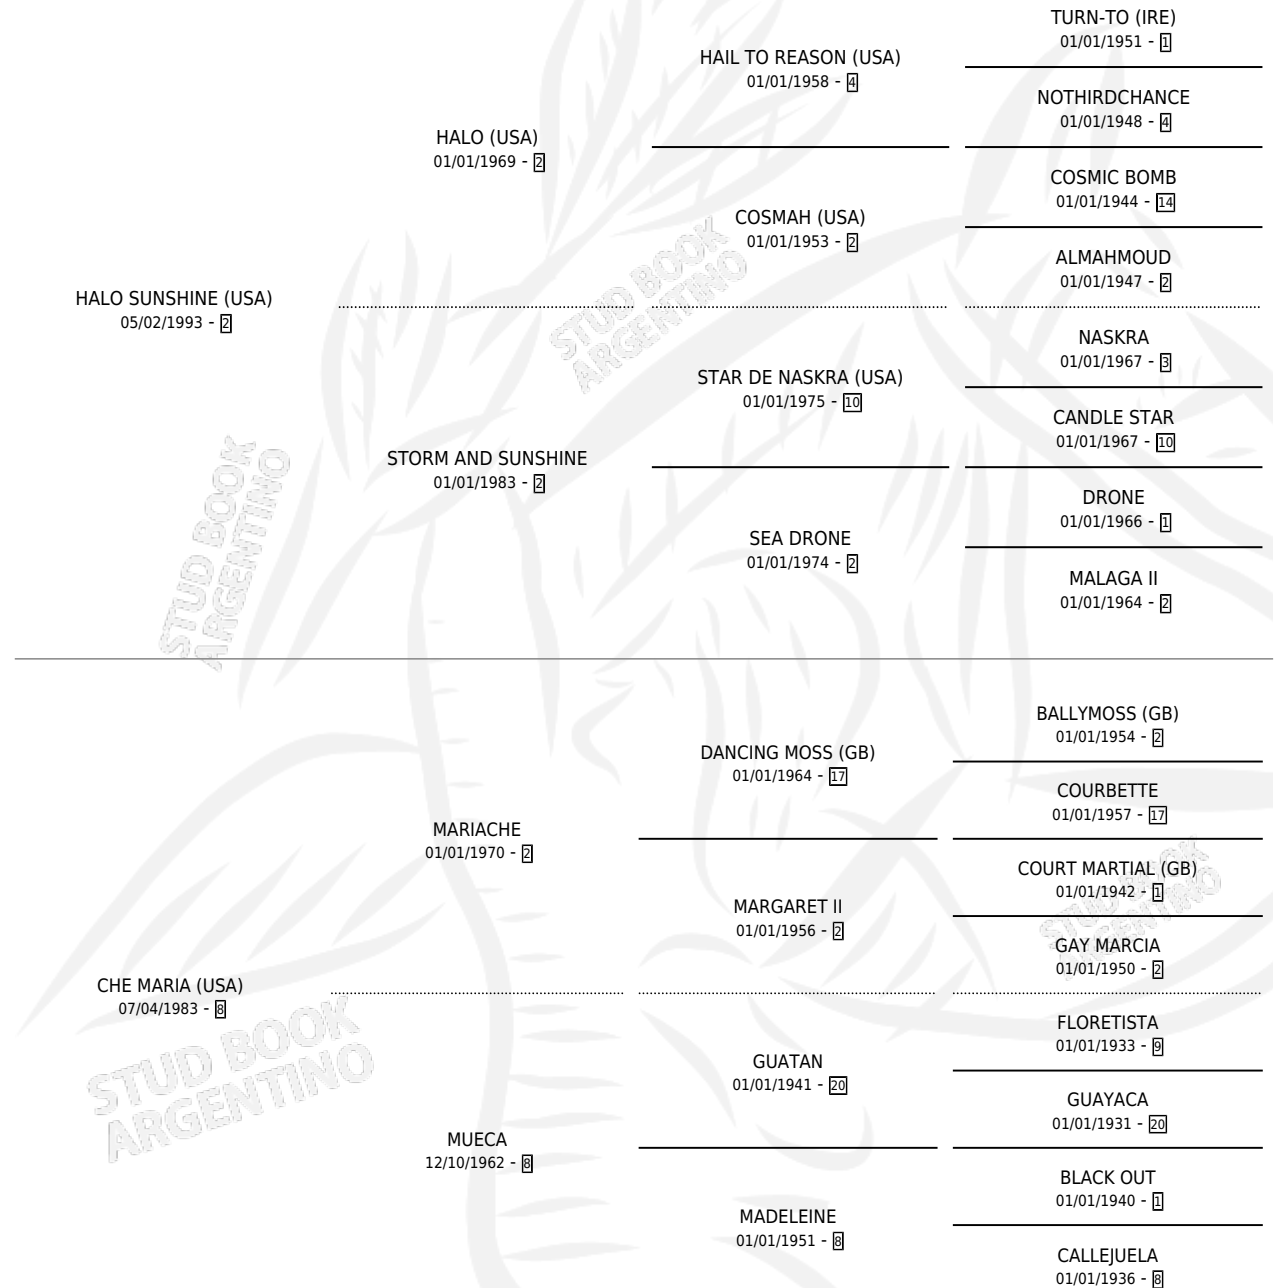 TURN-TO (IRE)
01/01/1951 - 1
HAIL TO REASON (USA)
01/01/1958 - 4
NOTHIRDCHANCE
01/01/1948 - 4
HALO (USA)
01/01/1969 - 2
COSMIC BOMB
01/01/1944 - 14
COSMAH (USA)
01/01/1953 - 2
ALMAHMOUD
01/01/1947 - 2
HALO SUNSHINE (USA)
05/02/1993 - 2
STUD BOOK
ARGENTINO
NASKRA
01/01/1967 - 3
STAR DE NASKRA (USA)
01/01/1975 - 10
CANDLE STAR
01/01/1967 - 10
STORM AND SUNSHINE
01/01/1983 - 2
DRONE
01/01/1966 - 1
SEA DRONE
01/01/1974 - 2
MALAGA II
01/01/1964 - 2
STUD BOOK
ARGENTINO
BALLYMOSS (GB)
01/01/1954 - 2
DANCING MOSS (GB)
01/01/1964 - 17
COURBETTE
01/01/1957 - 17
MARIACHE
01/01/1970 - 2
COURT MARTIAL (GB)
01/01/1942 - 1
MARGARET II
01/01/1956 - 2
GAY MARCIA
01/01/1950 - 2
STUD BOOK
ARGENTINO
CHE MARIA (USA)
07/04/1983 - 8
FLORETISTA
01/01/1933 - 9
GUATAN
01/01/1941 - 20
GUAYACA
01/01/1931 - 20
STUD BOOK
ARGENTINO
MUECA
12/10/1962 - 8
BLACK OUT
01/01/1940 - 1
MADELEINE
01/01/1951 - 8
CALLEJUELA
01/01/1936 - 8